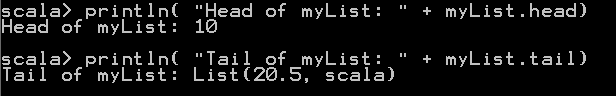 scala> println( "Head of myList: " + myList.head)
Head of myList: 10
scala> println( "Tail of myList: " + myList.tail)
Tail of myList: List(20.5, scala)